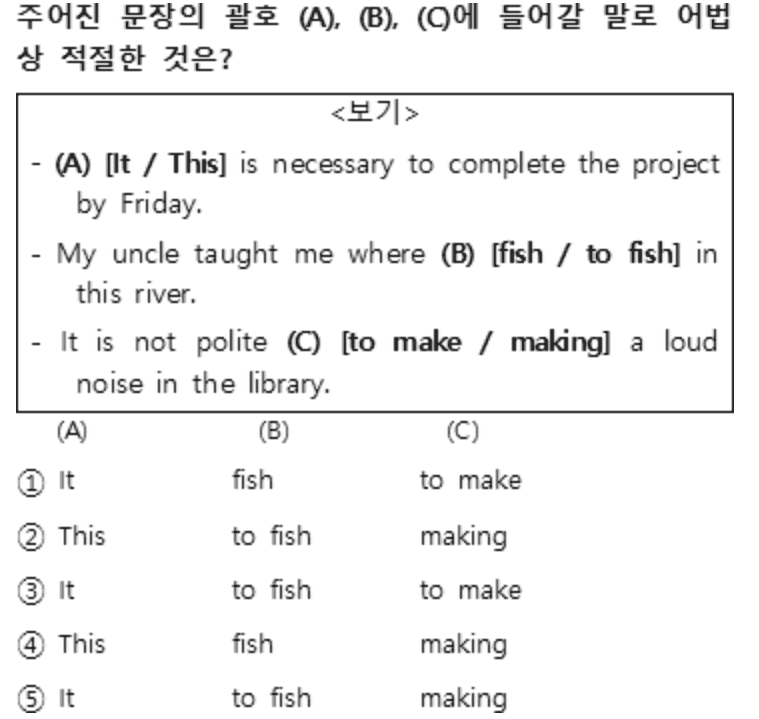 주어진 문장의 괄호 (A), (B), (C)에 들어갈 말로 어법
상 적절한 것은?
<보기>
- (A) [It / This] is necessary to complete the project
by Friday.
- My uncle taught me where (B) [fish / to fish] in
this river.
- It is not polite (C) [to make / making] a loud
noise in the library.
(A) (B) (C)
① It fish to make
② This to fish making
③ It to fish to make
④ This fish making
⑤ It to fish making